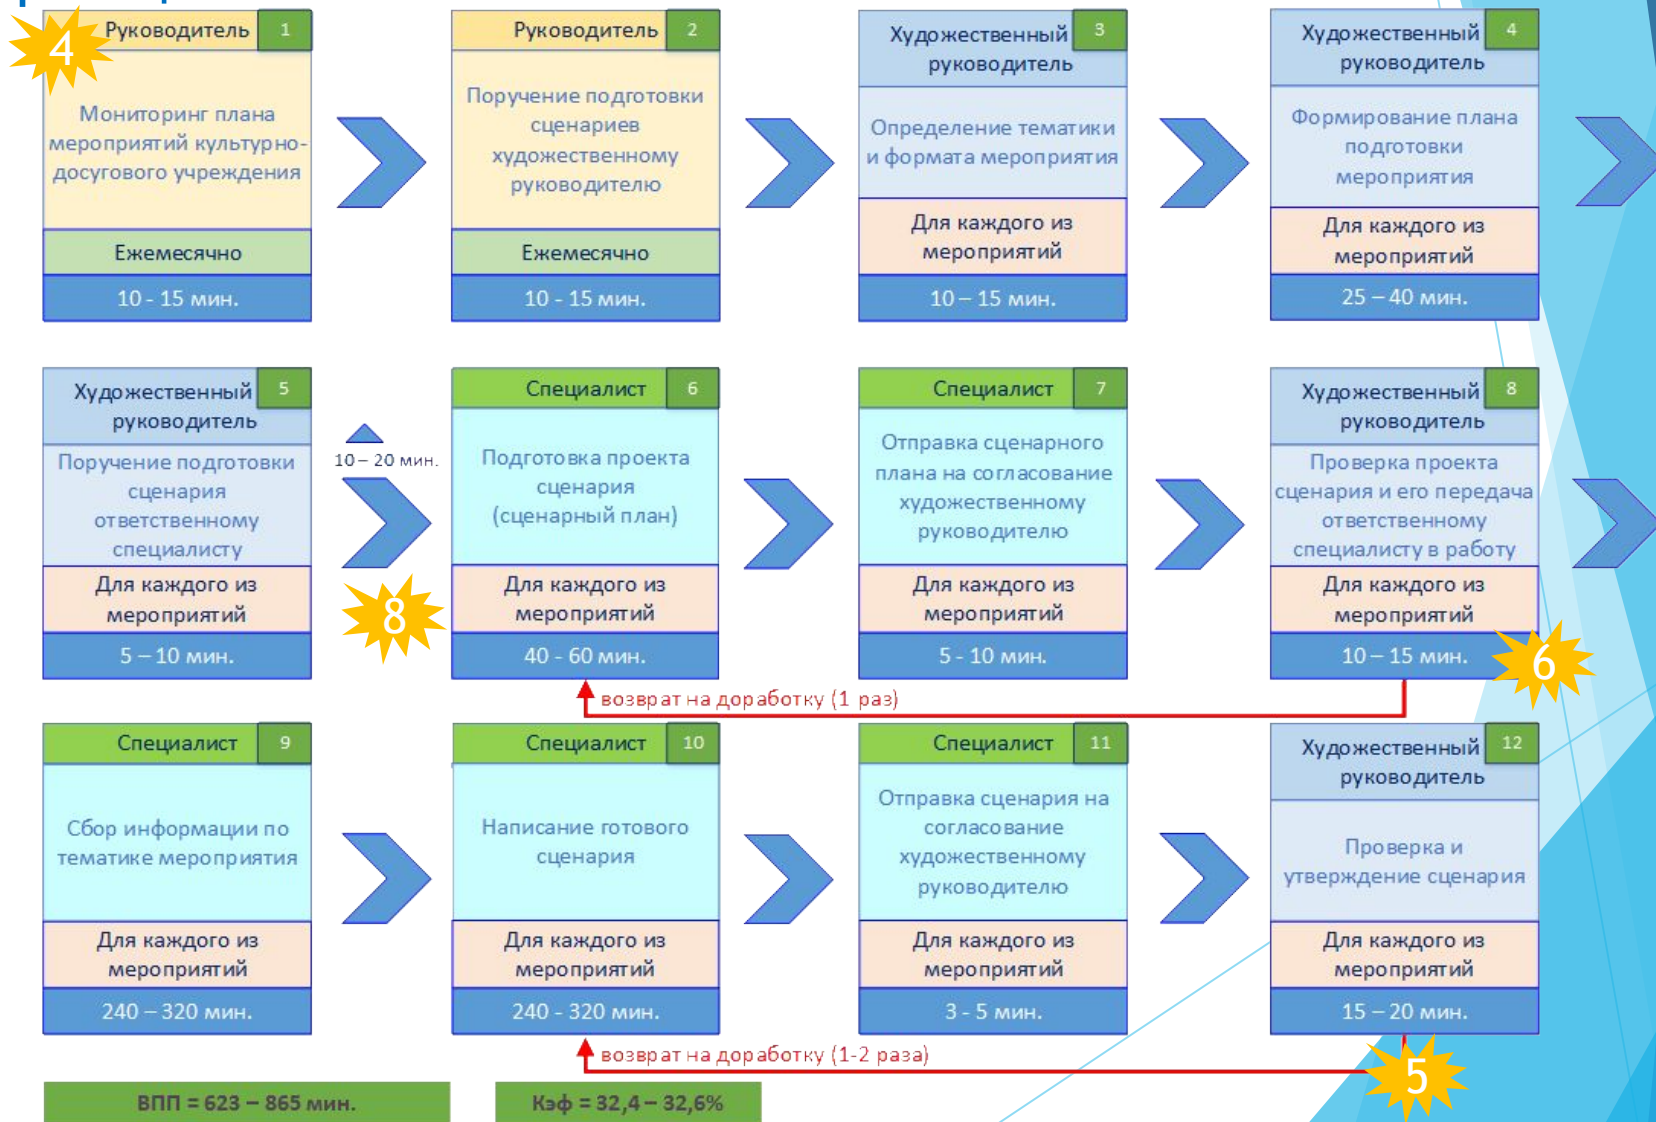 4
Руководитель 1
Мониторинг плана
мероприятий культурно-
досугового учреждения
Ежемесячно
10 - 15 мин.
Руководитель 2
Поручение подготовки
сценариев
художественному
руководителю
Ежемесячно
10 - 15 мин.
Художественный 3
руководитель
Определение тематики
и формата мероприятия
Для каждого из
мероприятий
10 – 15 мин.
Художественный 4
руководитель
Формирование плана
подготовки
мероприятия
Для каждого из
мероприятий
25 – 40 мин.
Художественный 5
руководитель
Поручение подготовки
сценария
ответственному
специалисту
Для каждого из
мероприятий
5 – 10 мин.
10 – 20 мин.
8
Специалист 6
Подготовка проекта
сценария
(сценарный план)
Для каждого из
мероприятий
40 - 60 мин.
Специалист 7
Отправка сценарного
плана на согласование
художественному
руководителю
Для каждого из
мероприятий
5 - 10 мин.
Художественный 8
руководитель
Проверка проекта
сценария и его передача
ответственному
специалисту в работу
Для каждого из
мероприятий
10 – 15 мин.
6
возврат на доработку (1 раз)
Специалист 9
Сбор информации по
тематике мероприятия
Для каждого из
мероприятий
240 – 320 мин.
Специалист 10
Написание готового
сценария
Для каждого из
мероприятий
240 - 320 мин.
Специалист 11
Отправка сценария на
согласование
художественному
руководителю
Для каждого из
мероприятий
3 - 5 мин.
Художественный 12
руководитель
Проверка и
утверждение сценария
Для каждого из
мероприятий
15 – 20 мин.
возврат на доработку (1-2 раза)
5
ВПП = 623 – 865 мин.
Кэф = 32,4 – 32,6%